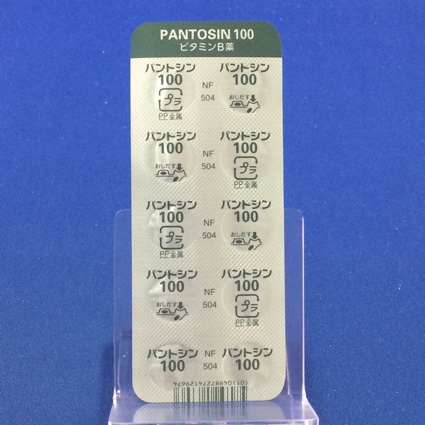 PANTOSIN 100
ビタミンB薬
パントシン パントシン
100 NF 100
プラ 504 おしだす
PP金属
パントシン パントシン
100 NF 100
おしだす 504 プラ
PP金属
パントシン パントシン
100 NF 100
プラ 504 おしだす
PP金属
パントシン パントシン
100 NF 100
おしだす 504 プラ
PP金属
パントシン NF パントシン
100 504 100